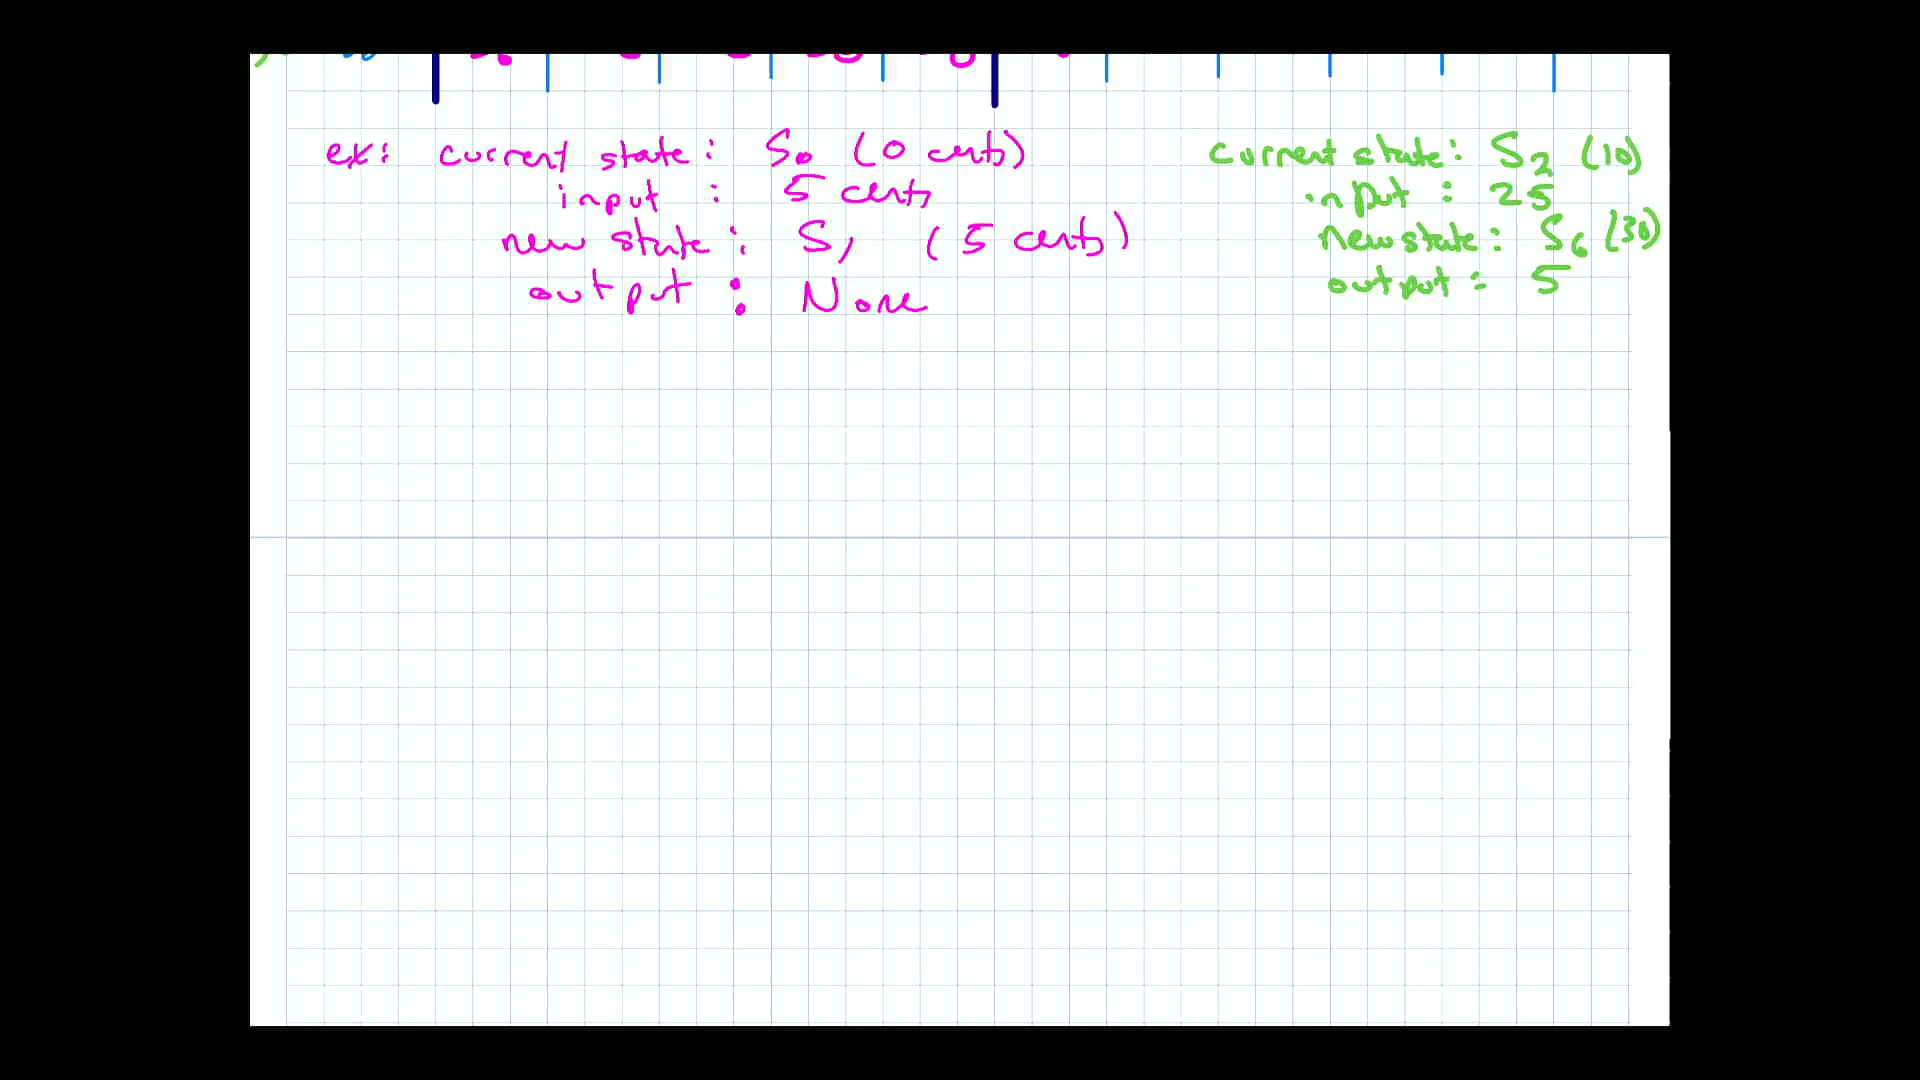 ex: current state: S0 (0 cents)
input : 5 cents
new state: S1 (5 cents)
output : None
current state: S2 (10)
input : 25
new state: S6 (30)
output: 5